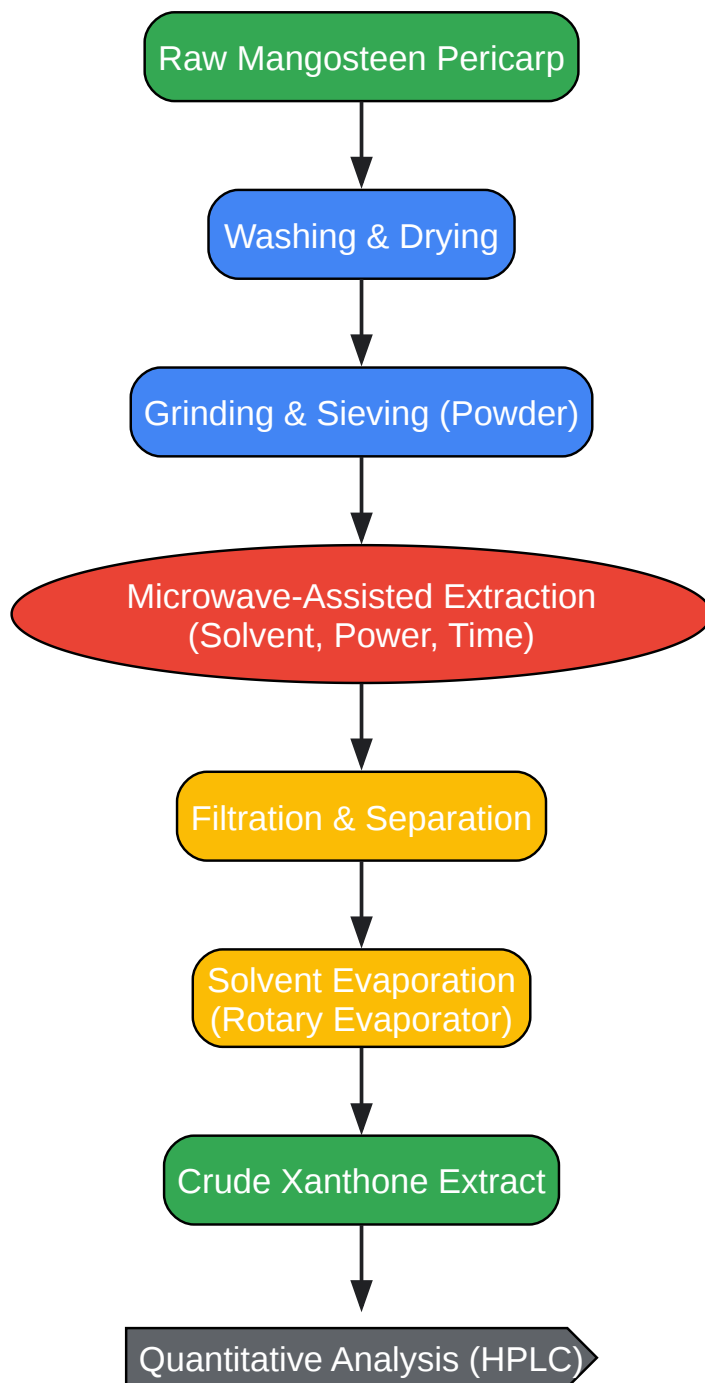 Raw Mangosteen Pericarp
Washing & Drying
Grinding & Sieving (Powder)
Microwave-Assisted Extraction
(Solvent, Power, Time)
Filtration & Separation
Solvent Evaporation
(Rotary Evaporator)
Crude Xanthone Extract
Quantitative Analysis (HPLC)